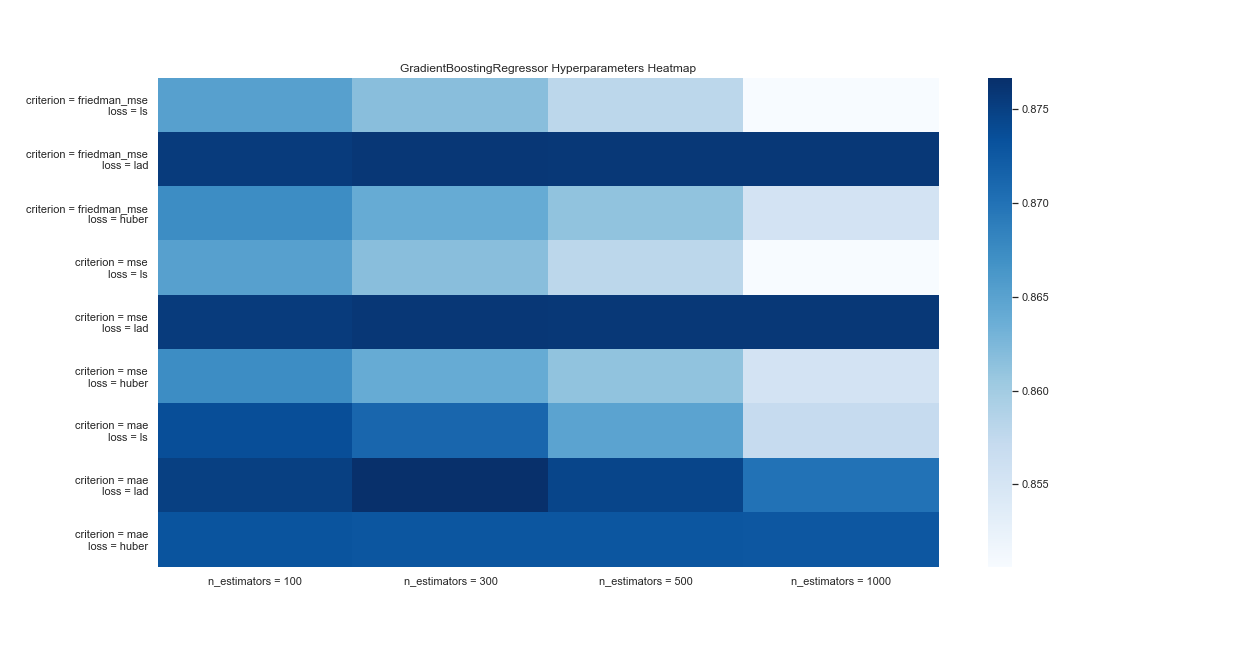 GradientBoostingRegressor Hyperparameters Heatmap
criterion = friedman_mse
loss = ls
criterion = friedman_mse
loss = lad
criterion = friedman_mse
loss = huber
criterion = mse
loss = ls
criterion = mse
loss = lad
criterion = mse
loss = huber
criterion = mae
loss = ls
criterion = mae
loss = lad
criterion = mae
loss = huber
n_estimators = 100
n_estimators = 300
n_estimators = 500
n_estimators = 1000
0.875
0.870
0.865
0.860
0.855